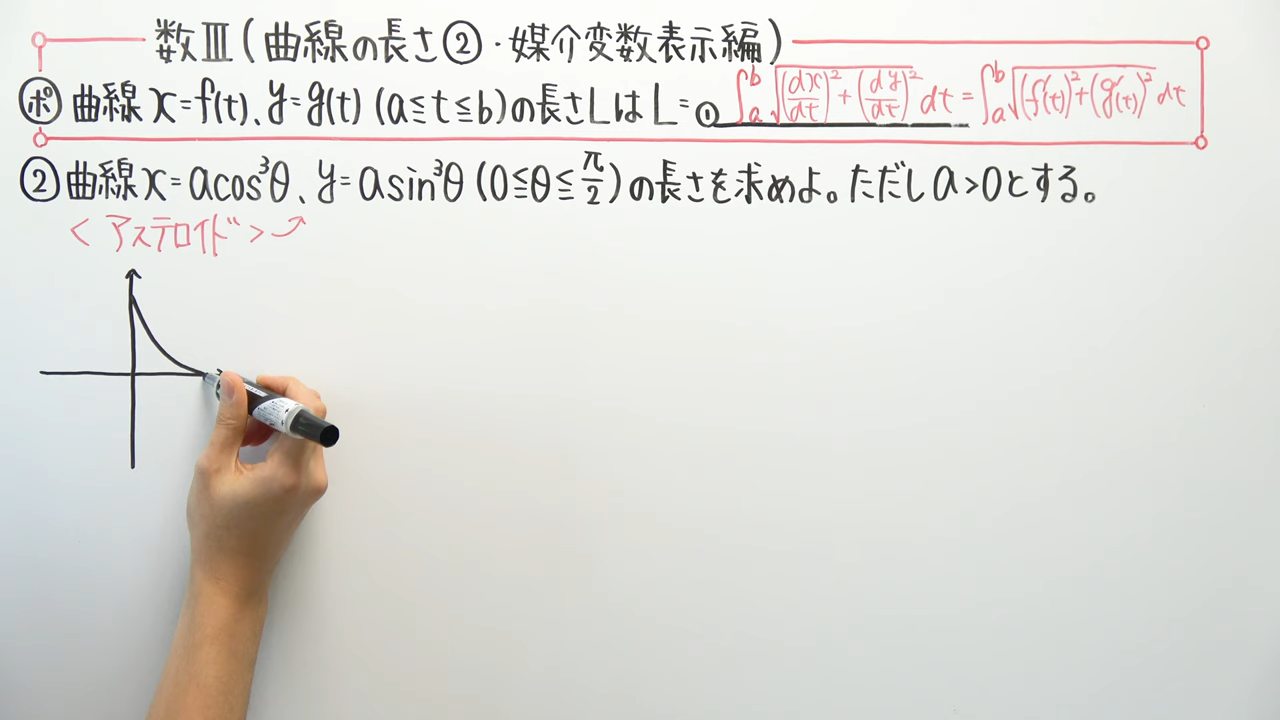 数Ⅲ(曲線の長さ②・媒介変数表示編)
ポ 曲線 x=f(t)、y=g(t) (a≦t≦b)の長さLは L=① ∫_a^b √((dx/dt)²+(dy/dt)²) dt = ∫_a^b √((f'(t))²+(g'(t))²) dt
② 曲線 x=acos³θ、y=asin³θ (0≦θ≦π/2)の長さを求めよ。ただしa>0とする。
<アステロイド>